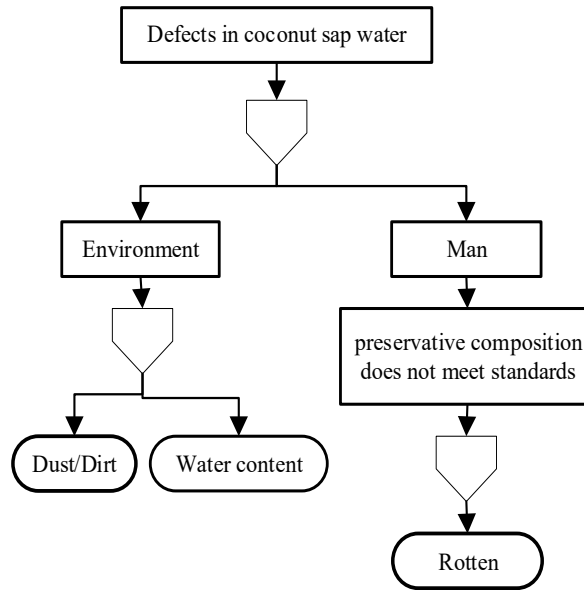 Defects in coconut sap water
Environment
Man
preservative composition
does not meet standards
Dust/Dirt
Water content
Rotten